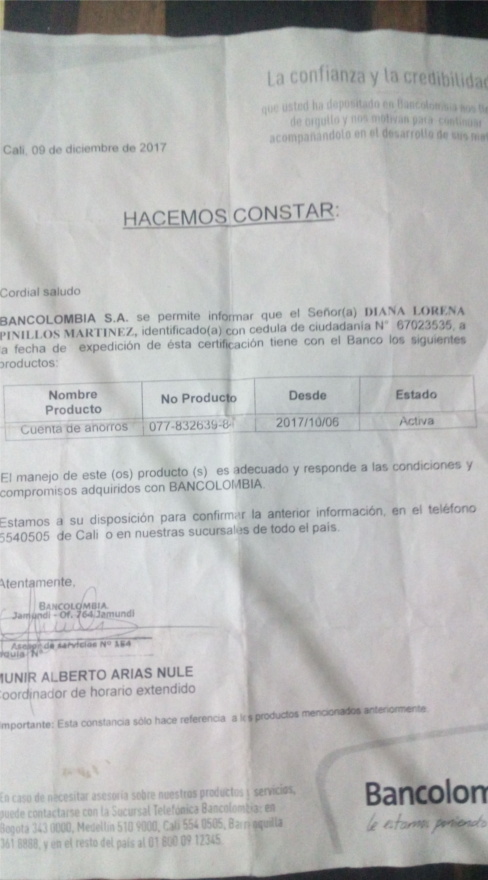 La confianza y la credibilidad
que usted ha depositado en Bancolombia nos
de orgullo y nos motivan para continuar
acompañándolo en el desarrollo de sus
Cali, 09 de diciembre de 2017
HACEMOS CONSTAR:
Cordial saludo
BANCOLOMBIA S.A. se permite informar que el Señor(a) DIANA LORENA
PINILLOS MARTINEZ, identificado(a) con cedula de ciudadanía N° 67023535, a
a fecha de expedición de ésta certificación tiene con el Banco los siguientes
productos:
Nombre Producto No Producto Desde Estado
Cuenta de ahorros 077-832639-8 2017/10/06 Activa
El manejo de este (os) producto (s) es adecuado y responde a las condiciones y
compromisos adquiridos con BANCOLOMBIA.
Estamos a su disposición para confirmar la anterior información, en el teléfono
5540505 de Cali o en nuestras sucursales de todo el país.
Atentamente,
BANCOLOMBIA
Jamundi - Of. 764 Jamundi
Asesor de servicios N°
MUNIR ALBERTO ARIAS NULE
Coordinador de horario extendido
Importante: Esta constancia sólo hace referencia a los productos mencionados anteriormente.
En caso de necesitar asesoría sobre nuestros productos y servicios,
puede contactarse con la Sucursal Telefónica Bancolombia: en
Bogotá 343 0000, Medellín 510 9000, Cali 554 0505, Barranquilla
361 8888, y en el resto del país al 01 800 09 12345.
Bancolom
le estamos poniendo